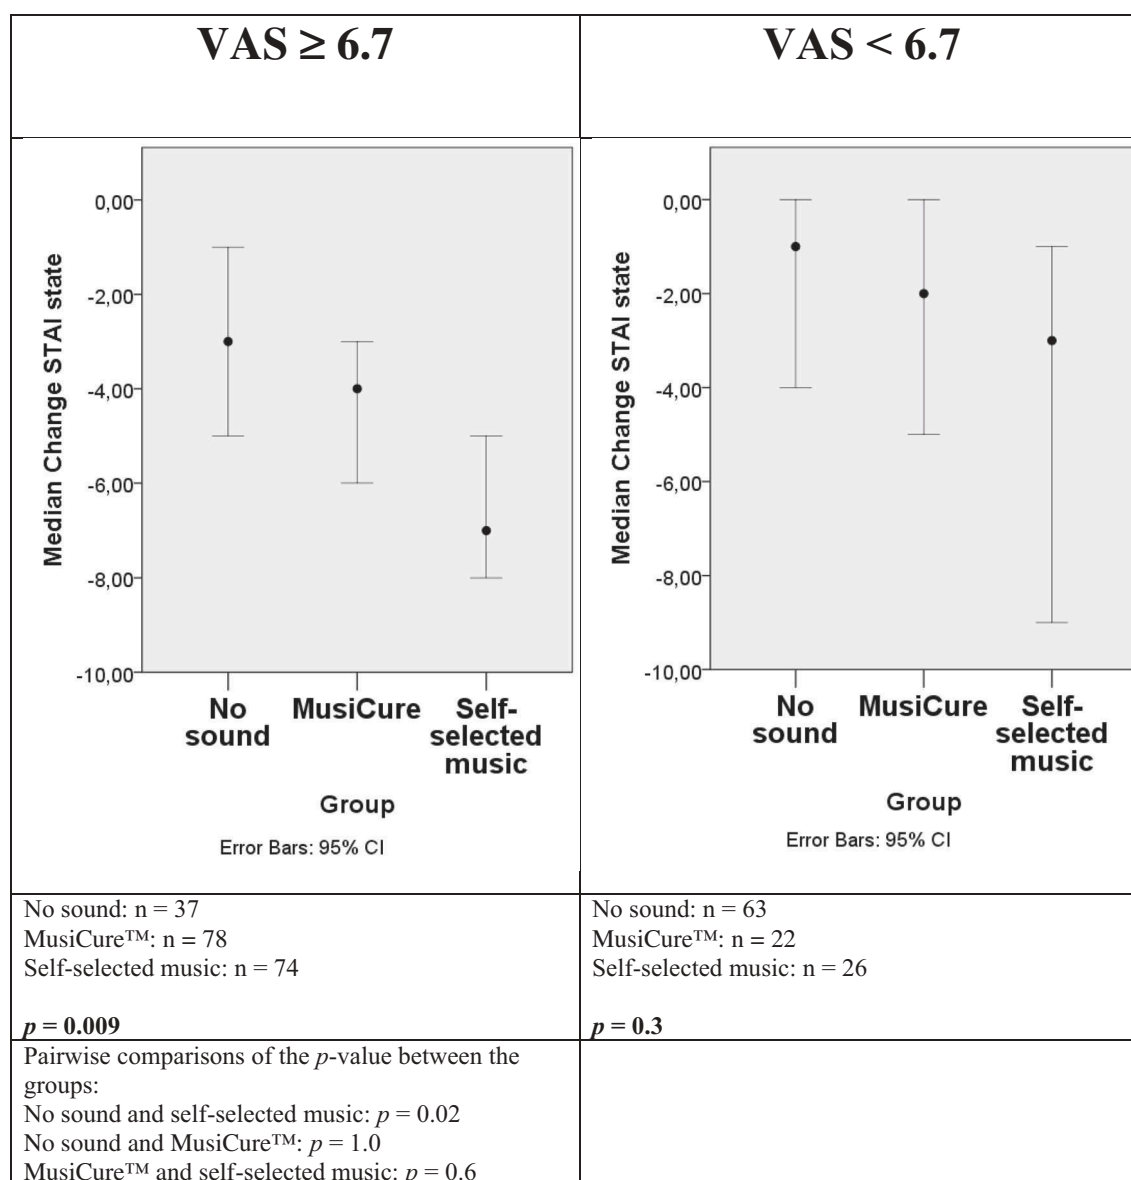 VAS ≥ 6.7
VAS < 6.7
Median Change STAI state
0,00
-2,00
-4,00
-6,00
-8,00
-10,00
No sound
MusiCure
Self-selected music
Group
Error Bars: 95% CI
Median Change STAI state
0,00
-2,00
-4,00
-6,00
-8,00
-10,00
No sound
MusiCure
Self-selected music
Group
Error Bars: 95% CI
No sound: n = 37
MusiCure™: n = 78
Self-selected music: n = 74
p = 0.009
No sound: n = 63
MusiCure™: n = 22
Self-selected music: n = 26
p = 0.3
Pairwise comparisons of the p-value between the
groups:
No sound and self-selected music: p = 0.02
No sound and MusiCure™: p = 1.0
MusiCure™ and self-selected music: p = 0.6